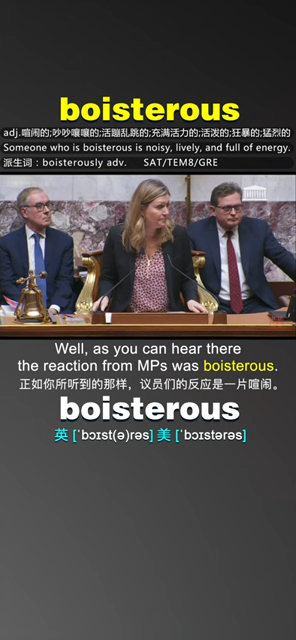 boisterous
adj.喧闹的;吵吵嚷嚷的;活蹦乱跳的;充满活力的;活泼的;狂暴的;猛烈的
Someone who is boisterous is noisy, lively, and full of energy.
派生词：boisterously adv. SAT/TEM8/GRE
Well, as you can hear there
the reaction from MPs was boisterous.
正如你所听到的那样，议员们的反应是一片喧闹。
boisterous
英 [ˈbɔɪst(ə)rəs] 美 [ˈbɔɪstərəs]